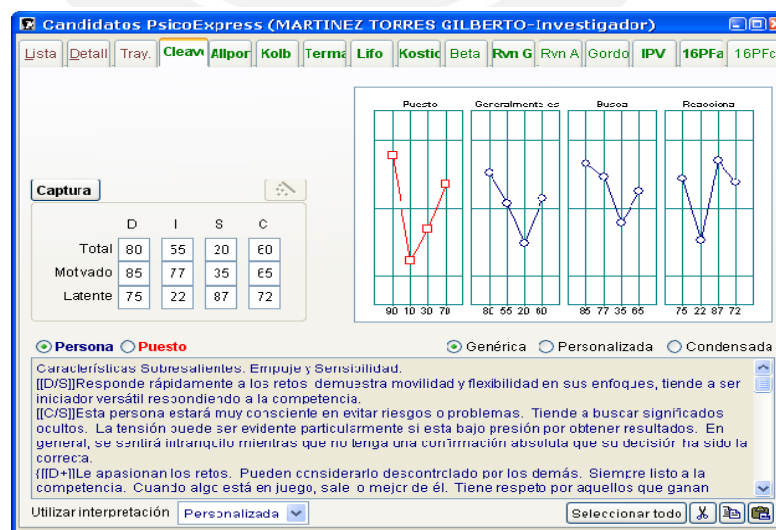 Candidatos PsicoExpress (MARTINEZ TORRES GILBERTO-Investigador)
Lista Detall Tray. Cleave Allpor Kolb Terma Lifo Kostic Beta Rvn G Rvn A Gordo IPV 16PFa 16PFc
Puesto Generalmente es Busca Reacciona
Captura
D I S C
Total 80 55 20 60
Motvado 85 77 35 65
Latente 75 22 87 72
90 10 30 70 80 55 20 60 85 77 35 65 75 22 87 72
Persona Puesto Genérica Personalizada Condensada
Características Sobresalientes. Empuje y Sensibilidad.
[[D/S]]Responde rápidamente a los retos demuestra movilidad y flexibilidad en sus enfoques, tiende a ser
iniciador versátil respondiendo a la competencia.
[[C/S]]Esta persona estará muy consciente en evitar riesgos o problemas. Tiende a buscar significados
ocultos. La tensión puede ser evidente particularmente si esta bajo presión por obtener resultados. En
general, se sentirá intranquilo mientras que no tenga una confirmación absoluta que su decisión ha sido la
correcta.
{[[D+]]Le apasionan los retos. Pueden considerarlo descontrolado por los demás. Siempre listo a la
competencia. Cuando algo está en juego, sale lo mejor de él. Tiene respeto por aquellos que ganan
Utilizar interpretación Personalizada Seleccionar todo